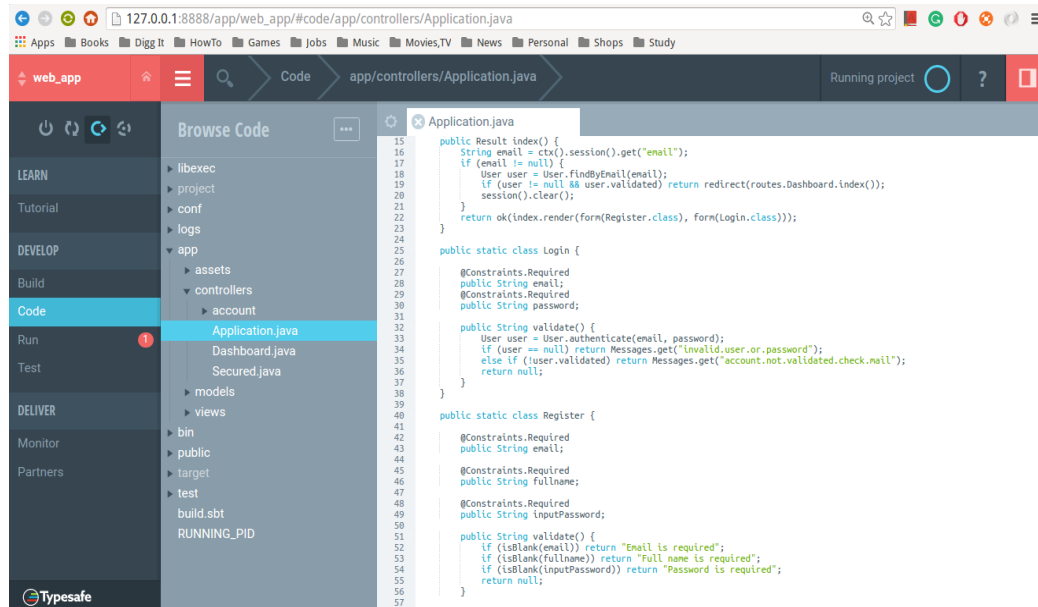 127.0.0.1:8888/app/web_app/#code/app/controllers/Application.java
Apps Books Digg It HowTo Games Jobs Music Movies,TV News Personal Shops Study
web_app Code app/controllers/Application.java Running project ?
Browse Code ...
LEARN
Tutorial
DEVELOP
Build
Code
Run 1
Test
DELIVER
Monitor
Partners
Typesafe
libexec
project
conf
logs
app
assets
controllers
account
Application.java
Dashboard.java
Secured.java
models
views
bin
public
target
test
build.sbt
RUNNING_PID
Application.java
15 public Result index() {
16 String email = ctx().session().get("email");
17 if (email != null) {
18 User user = User.findByEmail(email);
19 if (user != null && user.validated) return redirect(routes.Dashboard.index());
20 session().clear();
21 }
22 return ok(index.render(form(Register.class), form(Login.class)));
23 }
24
25 public static class Login {
26
27 @Constraints.Required
28 public String email;
29 @Constraints.Required
30 public String password;
31
32 public String validate() {
33 User user = User.authenticate(email, password);
34 if (user == null) return Messages.get("invalid.user.or.password");
35 else if (!user.validated) return Messages.get("account.not.validated.check.mail");
36 return null;
37 }
38 }
39
40 public static class Register {
41
42 @Constraints.Required
43 public String email;
44
45 @Constraints.Required
46 public String fullname;
47
48 @Constraints.Required
49 public String inputPassword;
50
51 public String validate() {
52 if (isBlank(email)) return "Email is required";
53 if (isBlank(fullname)) return "Full name is required";
54 if (isBlank(inputPassword)) return "Password is required";
55 return null;
56 }
57